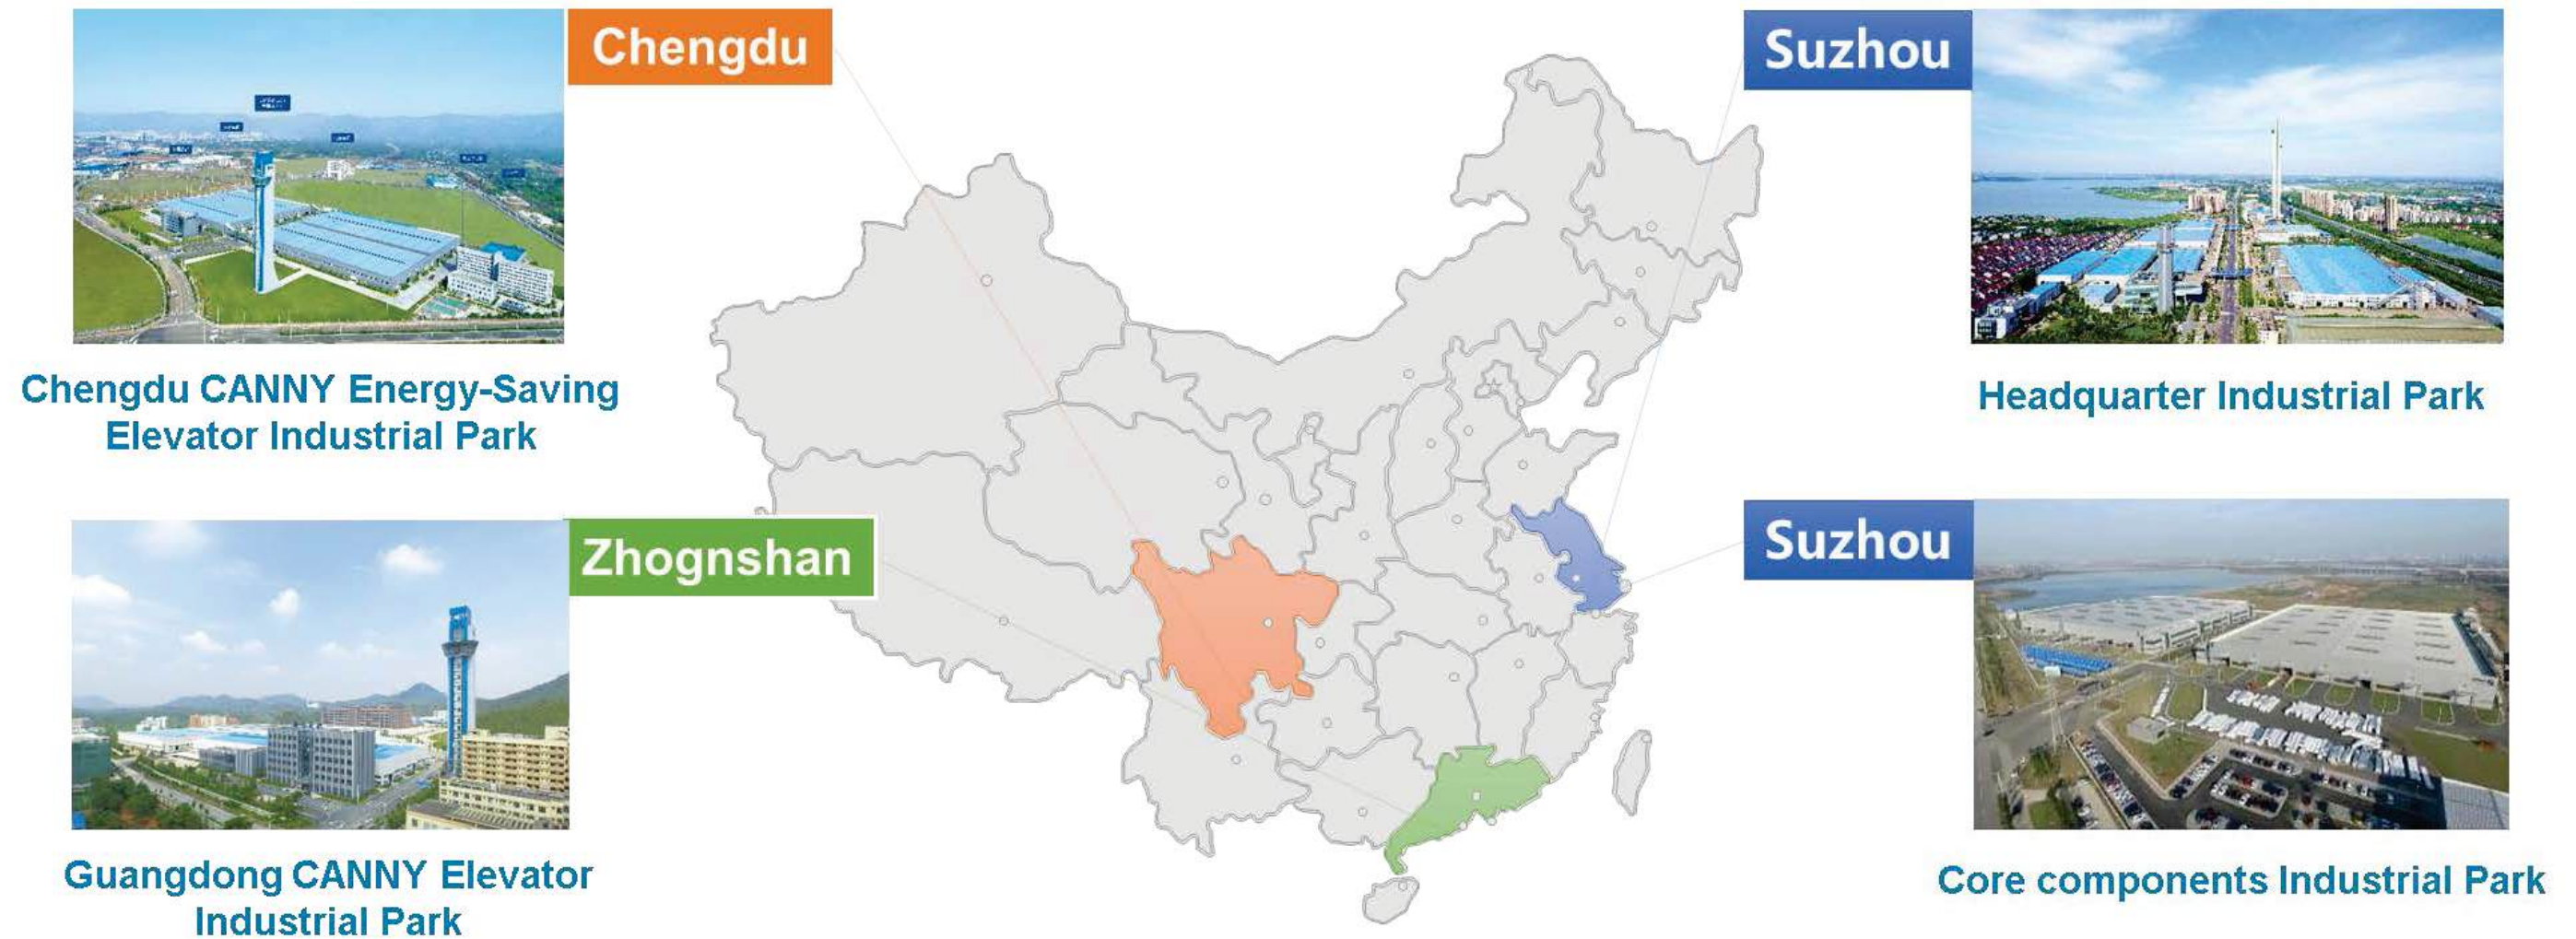 Chengdu
Suzhou
Chengdu CANNY Energy-Saving
Elevator Industrial Park
Headquarter Industrial Park
Zhognshan
Suzhou
Guangdong CANNY Elevator
Industrial Park
Core components Industrial Park